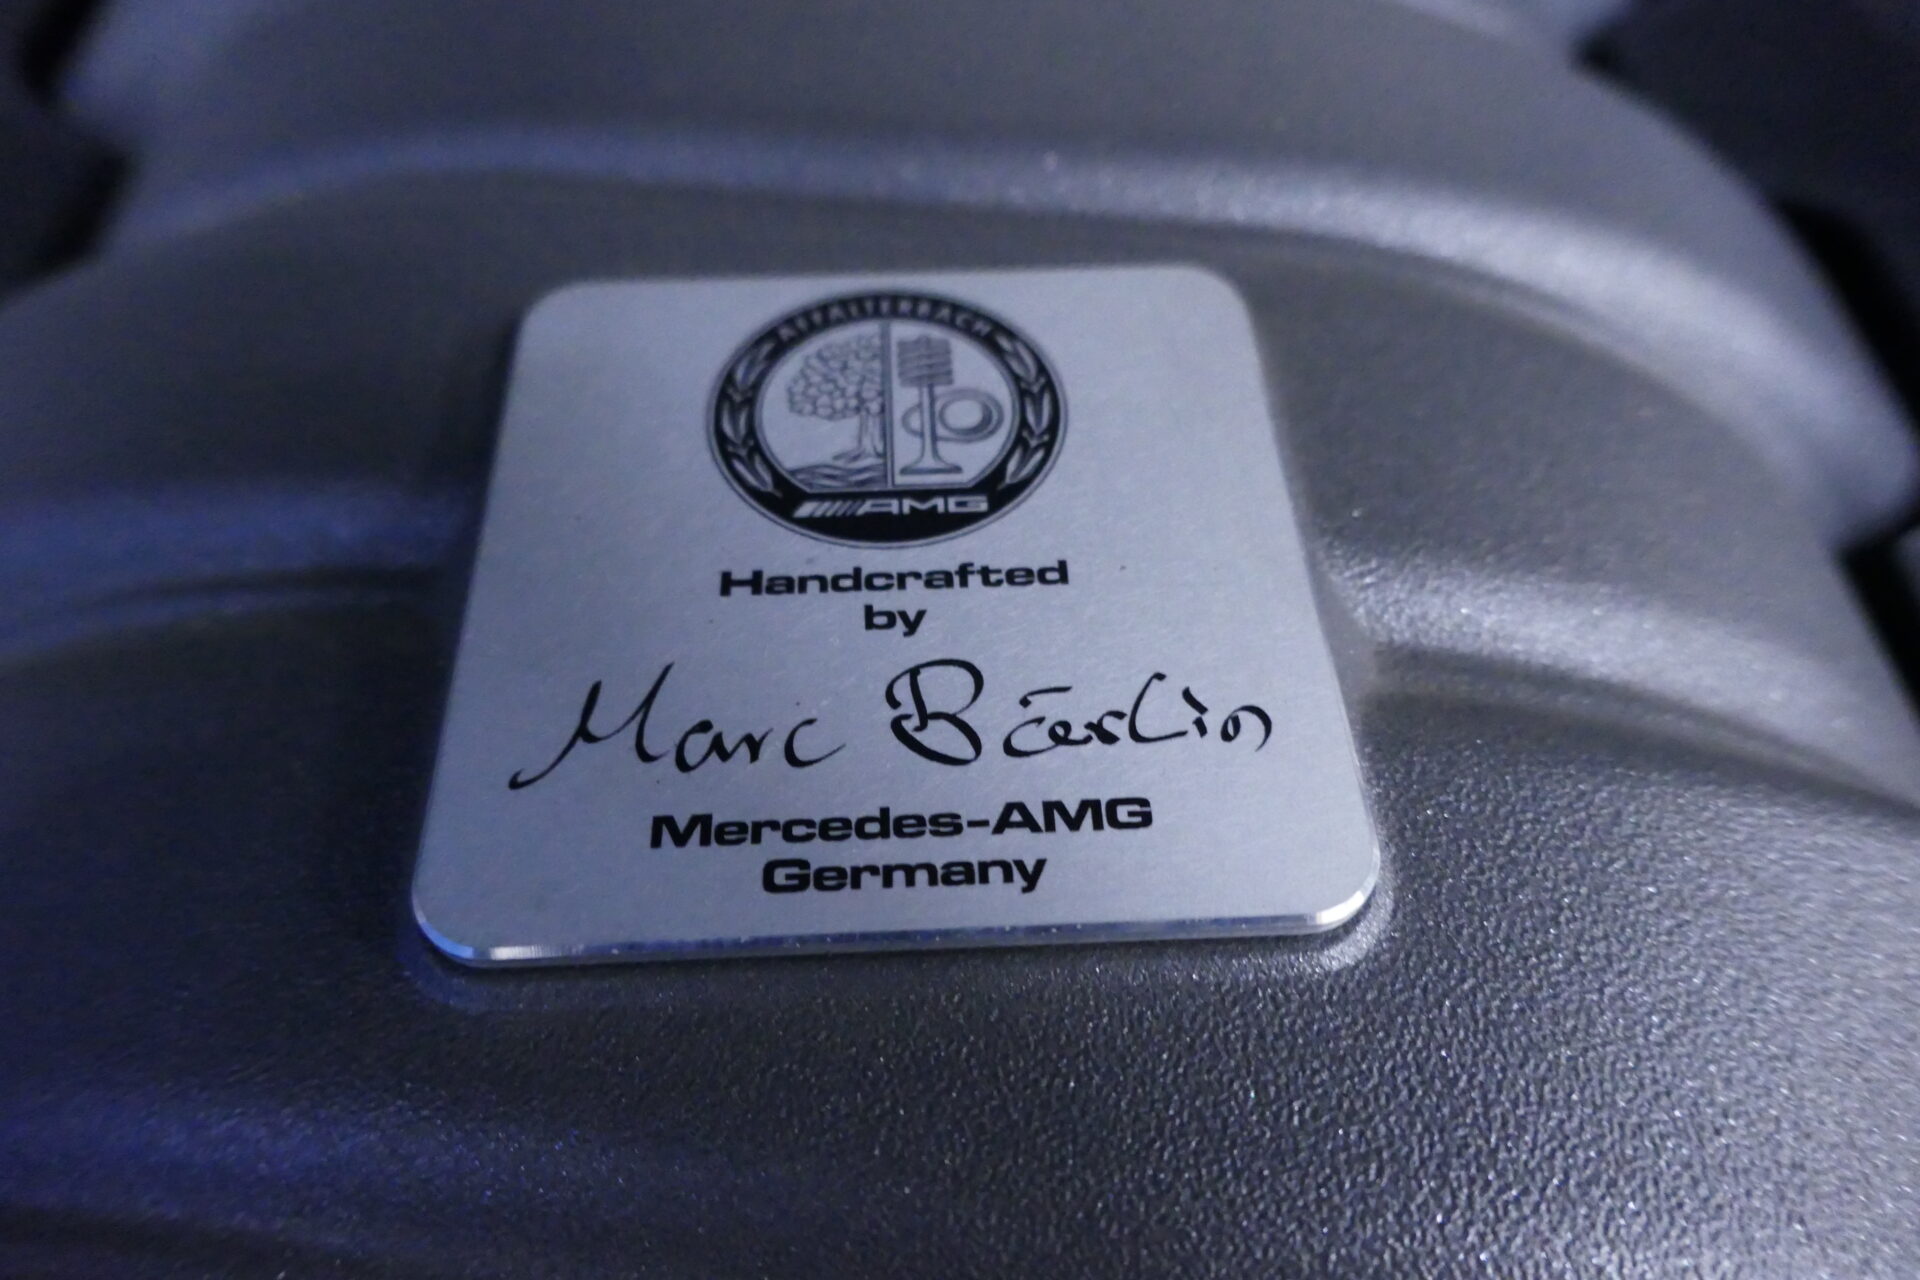 AFFALTERBACH
AMG
Handcrafted
by
Marc Bäerlin
Mercedes-AMG
Germany